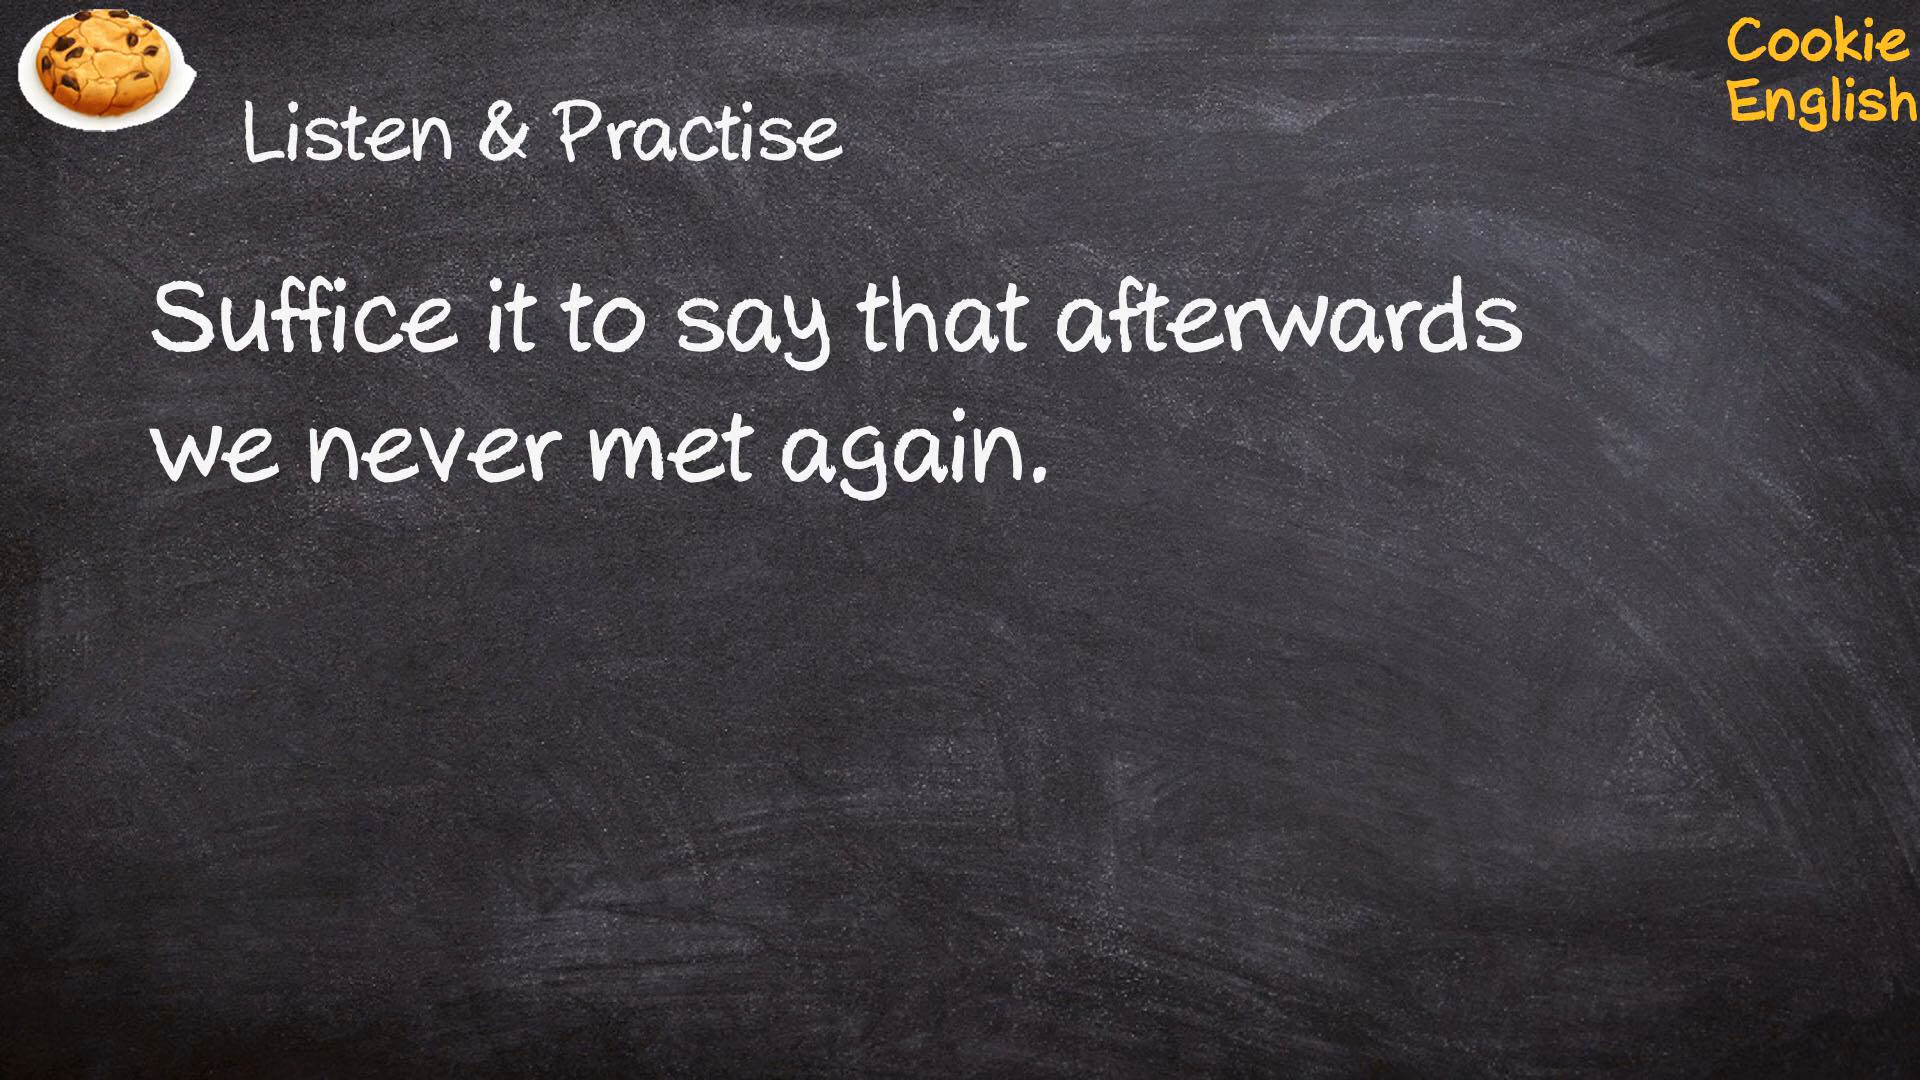 Cookie
English
Listen & Practise
Suffice it to say that afterwards
we never met again.